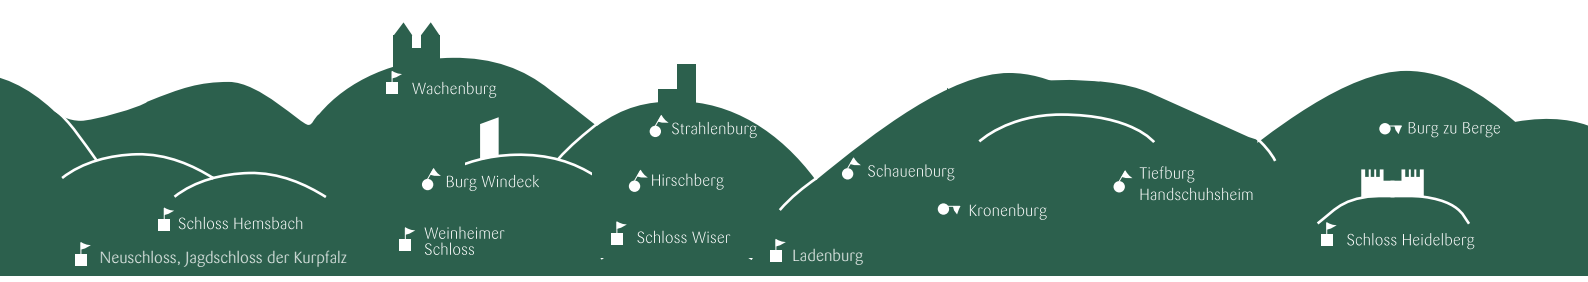 Wachenburg
Strahlenburg
Burg zu Berge
Schauenburg
Tiefburg
Handschuhsheim
Burg Windeck
Hirschberg
Kronenburg
Schloss Hemsbach
Weinheimer
Schloss
Schloss Wiser
Schloss Heidelberg
Neuschloss, Jagdschloss der Kurpfalz
Ladenburg